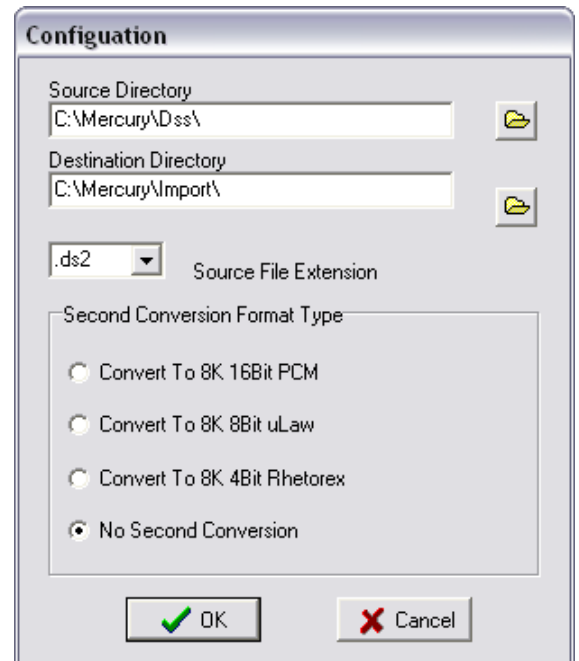 Configuation
Source Directory
C:\Mercury\Dss\
Destination Directory
C:\Mercury\Import\
.ds2
Source File Extension
Second Conversion Format Type
Convert To 8K 16Bit PCM
Convert To 8K 8Bit uLaw
Convert To 8K 4Bit Rhetorex
No Second Conversion
OK
Cancel